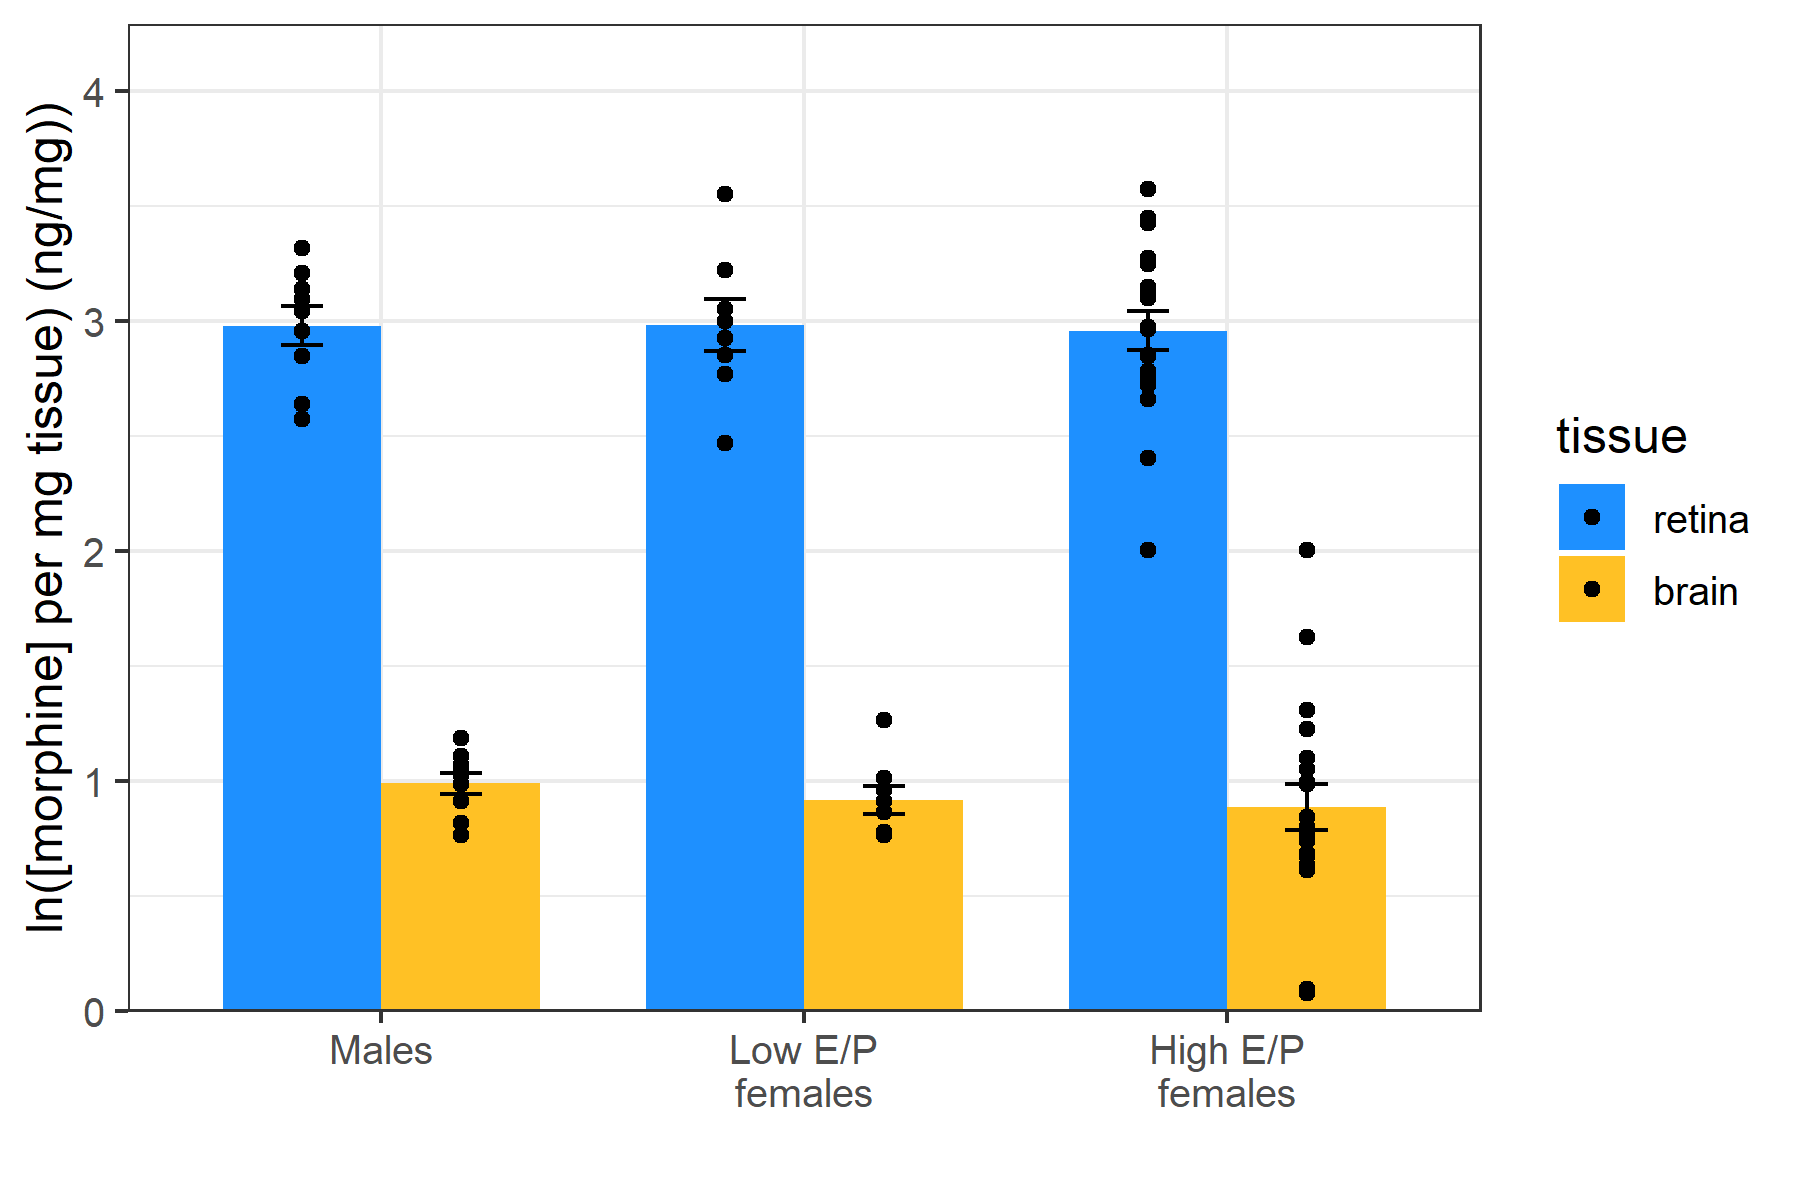 ln([morphine] per mg tissue) (ng/mg))
4
3
2
1
0
Males
Low E/P
females
High E/P
females
tissue
retina
brain